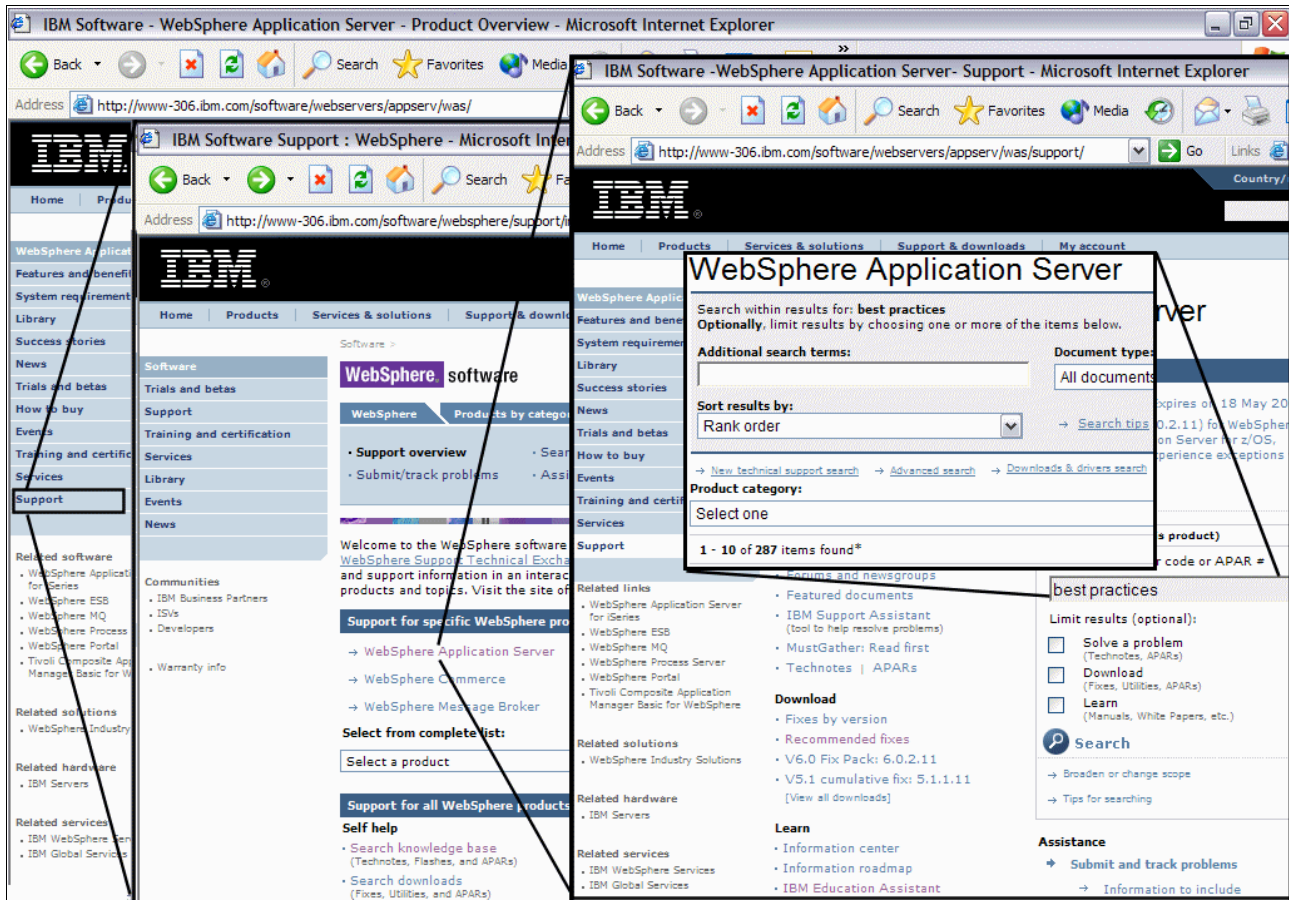 IBM Software - WebSphere Application Server - Product Overview - Microsoft Internet Explorer
Back
Search
Favorites
Media
»
Address
http://www-306.ibm.com/software/webservers/appserv/was/
IBM
Home
Features and
Library
Success stories
News
Trials and betas
How to buy
Events
Training and
Services
Support
Related software
for iSeries
WebSphere ESB
WebSphere MQ
WebSphere Process
WebSphere Portal
Related solutions
WebSphere Industry
Related hardware
IBM Servers
Related services
IBM Global Services
IBM Software Support : WebSphere - Microsoft
Back
Search
Address
http://www-306.ibm.com/software/websphere/support/
IBM®
Home
Products
Services & solutions
Support &
Software >
Software
Trials and betas
Support
Training and certification
Services
Library
Events
News
Communities
IBM Business Partners
ISVs
Developers
Warranty info
WebSphere. software
WebSphere
Products by
Support overview
Submit/track problems
Welcome to the WebSphere software
WebSphere Support Technical
and support information in an
products and topics. Visit the site of
Support for specific WebSphere
→ WebSphere Application Server
→ WebSphere Commerce
→ WebSphere Message Broker
Select from complete list:
Select a product
Support for all WebSphere products
Self help
Search knowledge base
(Technotes, Flashes, and APARs)
Search downloads
(Fixes, Utilities, and APARs)
IBM Software -WebSphere Application Server- Support - Microsoft Internet Explorer
Back
Search
Favorites
Media
Address
http://www-306.ibm.com/software/webservers/appserv/was/support/
Go
Links
IBM®
Country/
Home
Products
Services & solutions
Support & downloads
My account
Features and
System
Library
Success stories
News
Trials and betas
How to buy
Events
Training and
Services
Support
Related links
WebSphere Application Server
for iSeries
WebSphere ESB
WebSphere MQ
WebSphere Process Server
WebSphere Portal
Tivoli Composite Application
Manager Basic for WebSphere
Related solutions
WebSphere Industry Solutions
Related hardware
IBM Servers
Related services
IBM WebSphere Services
IBM Global Services
WebSphere Application Server
Search within results for: best practices
Optionally, limit results by choosing one or more of the items below.
Additional search terms:
Document type:
All documents
Sort results by:
Rank order
→ Search tips
→ New technical support search
→ Advanced search
→ Downloads & drivers search
Product category:
Select one
1 - 10 of 287 items found*
on 18 May
for
on Server for z/OS,
exceptions
product)
code or APAR #
best practices
Limit results (optional):
Solve a problem
(Technotes, APARs)
Download
(Fixes, Utilities, APARs)
Learn
(Manuals, White Papers, etc.)
Search
→ Broaden or change scope
→ Tips for searching
Forums and newsgroups
Featured documents
IBM Support Assistant
(tool to help resolve problems)
MustGather: Read first
Technotes | APARs
Download
Fixes by version
Recommended fixes
V6.0 Fix Pack: 6.0.2.11
V5.1 cumulative fix: 5.1.1.11
[View all downloads]
Learn
Information center
Information roadmap
IBM Education Assistant
Assistance
Submit and track problems
→ Information to include